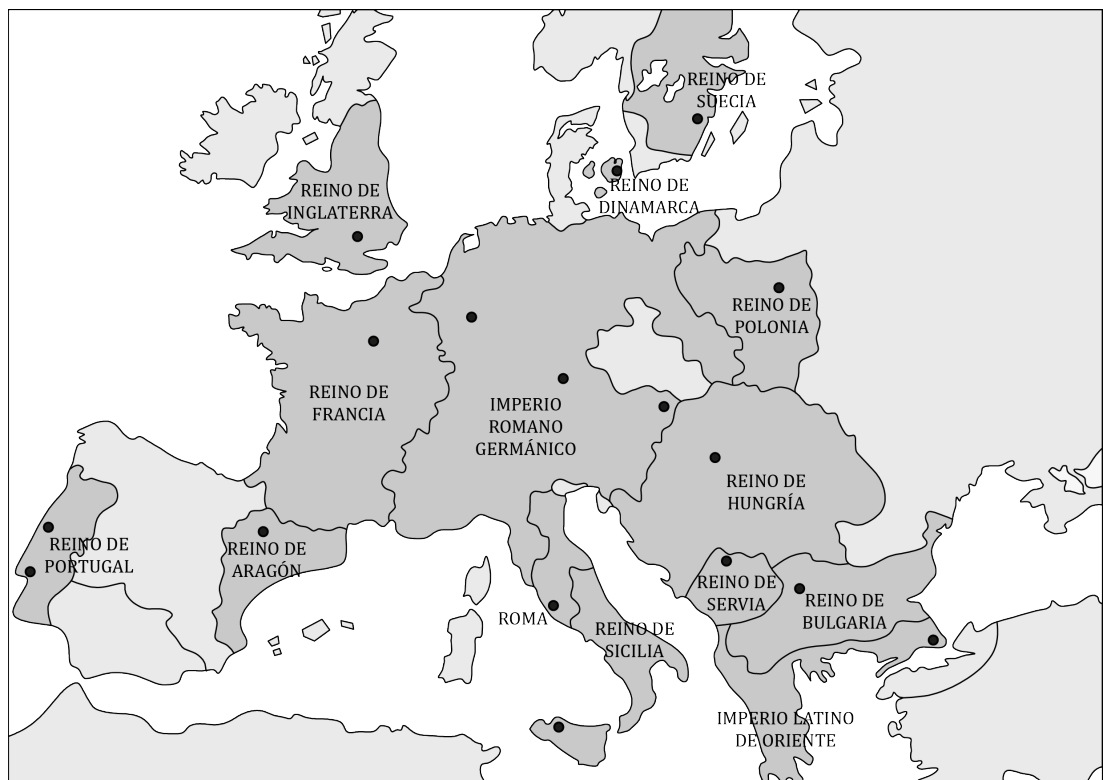 REINO DE
SUECIA
REINO DE
INGLATERRA
REINO DE
DINAMARCA
REINO DE
POLONIA
REINO DE
FRANCIA
IMPERIO
ROMANO
GERMÁNICO
REINO DE
HUNGRÍA
REINO DE
PORTUGAL
REINO DE
ARAGÓN
REINO DE
SERVIA
REINO DE
BULGARIA
ROMA
REINO DE
SICILIA
IMPERIO LATINO
DE ORIENTE